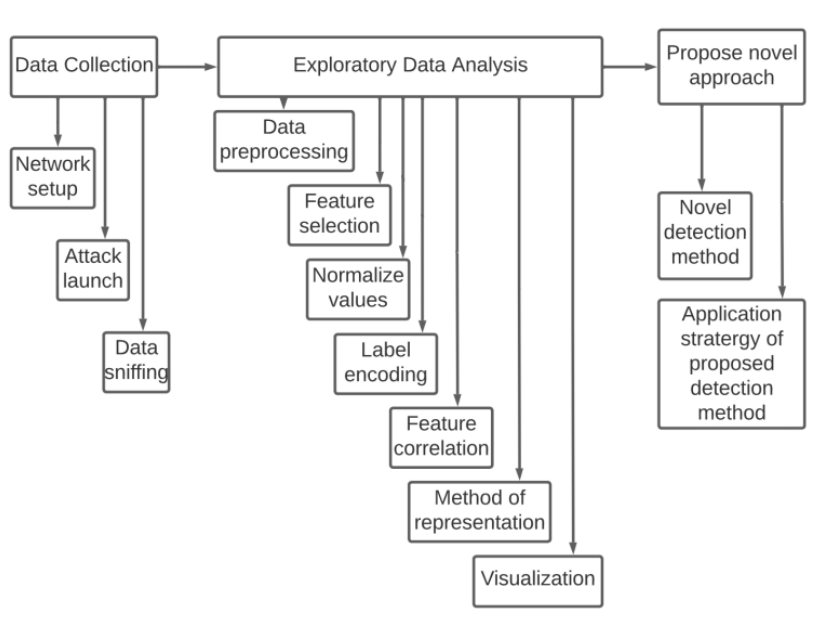 Data Collection
Exploratory Data Analysis
Propose novel
approach
Data
preprocessing
Network
setup
Feature
selection
Novel
detection
method
Attack
launch
Normalize
values
Application
stratergy of
proposed
detection
method
Data
sniffing
Label
encoding
Feature
correlation
Method of
representation
Visualization